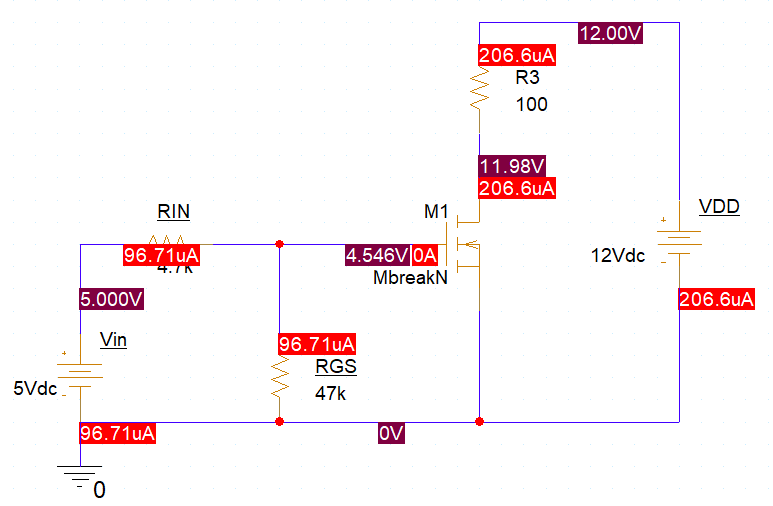 12.00V
206.6uA
R3
100
11.98V
206.6uA
RIN
M1
VDD
96.71uA
4.7k
4.546V 0A
12Vdc
MbreakN
5.000V
206.6uA
Vin
96.71uA
RGS
5Vdc
47k
96.71uA
0V
0